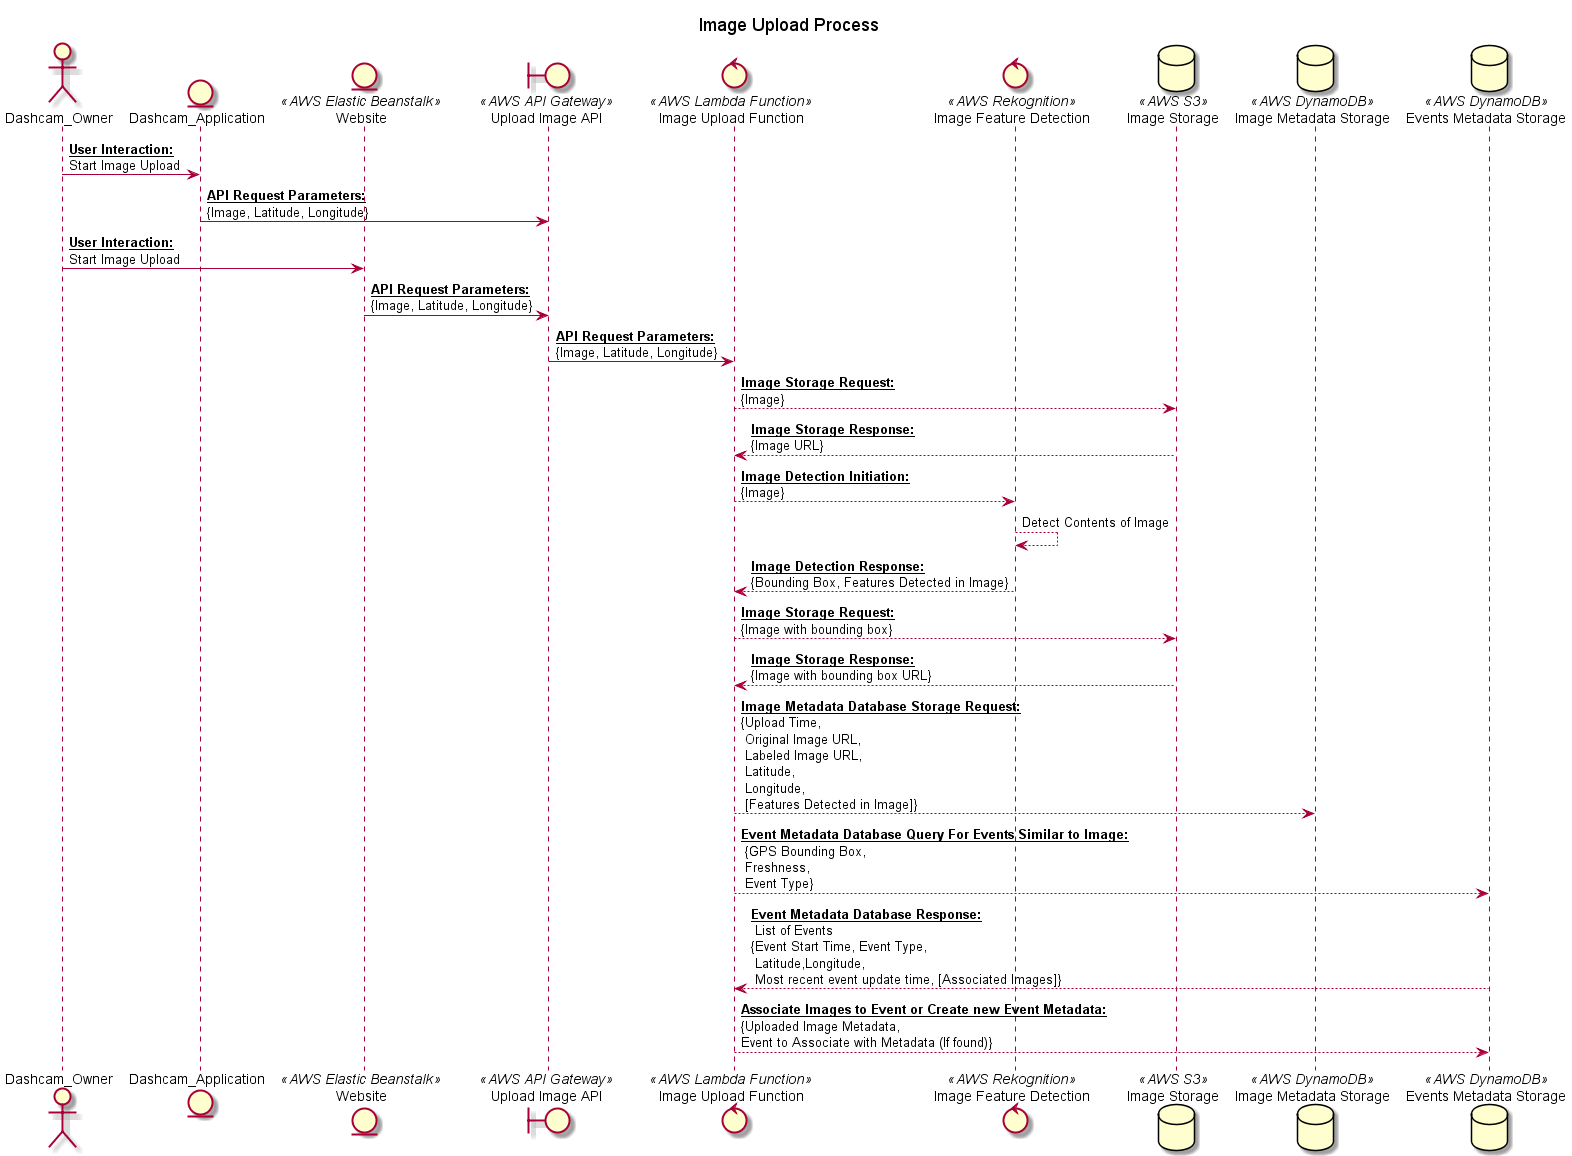 Image Upload Process
Dashcam_Owner
Dashcam_Application
«AWS Elastic Beanstalk»
Website
«AWS API Gateway»
Upload Image API
«AWS Lambda Function»
Image Upload Function
«AWS Rekognition»
Image Feature Detection
«AWS S3»
Image Storage
«AWS DynamoDB»
Image Metadata Storage
«AWS DynamoDB»
Events Metadata Storage
User Interaction:
Start Image Upload
API Request Parameters:
{Image, Latitude, Longitude}
User Interaction:
Start Image Upload
API Request Parameters:
{Image, Latitude, Longitude}
API Request Parameters:
{Image, Latitude, Longitude}
Image Storage Request:
{Image}
Image Storage Response:
{Image URL}
Image Detection Initiation:
{Image}
Detect Contents of Image
Image Detection Response:
{Bounding Box, Features Detected in Image}
Image Storage Request:
{Image with bounding box}
Image Storage Response:
{Image with bounding box URL}
Image Metadata Database Storage Request:
{Upload Time,
Original Image URL,
Labeled Image URL,
Latitude,
Longitude,
[Features Detected in Image]}
Event Metadata Database Query For Events Similar to Image:
{GPS Bounding Box,
Freshness,
Event Type}
Event Metadata Database Response:
List of Events
{Event Start Time, Event Type,
Latitude,Longitude,
Most recent event update time, [Associated Images]}
Associate Images to Event or Create new Event Metadata:
{Uploaded Image Metadata,
Event to Associate with Metadata (If found)}
Dashcam_Owner
Dashcam_Application
«AWS Elastic Beanstalk»
Website
«AWS API Gateway»
Upload Image API
«AWS Lambda Function»
Image Upload Function
«AWS Rekognition»
Image Feature Detection
«AWS S3»
Image Storage
«AWS DynamoDB»
Image Metadata Storage
«AWS DynamoDB»
Events Metadata Storage